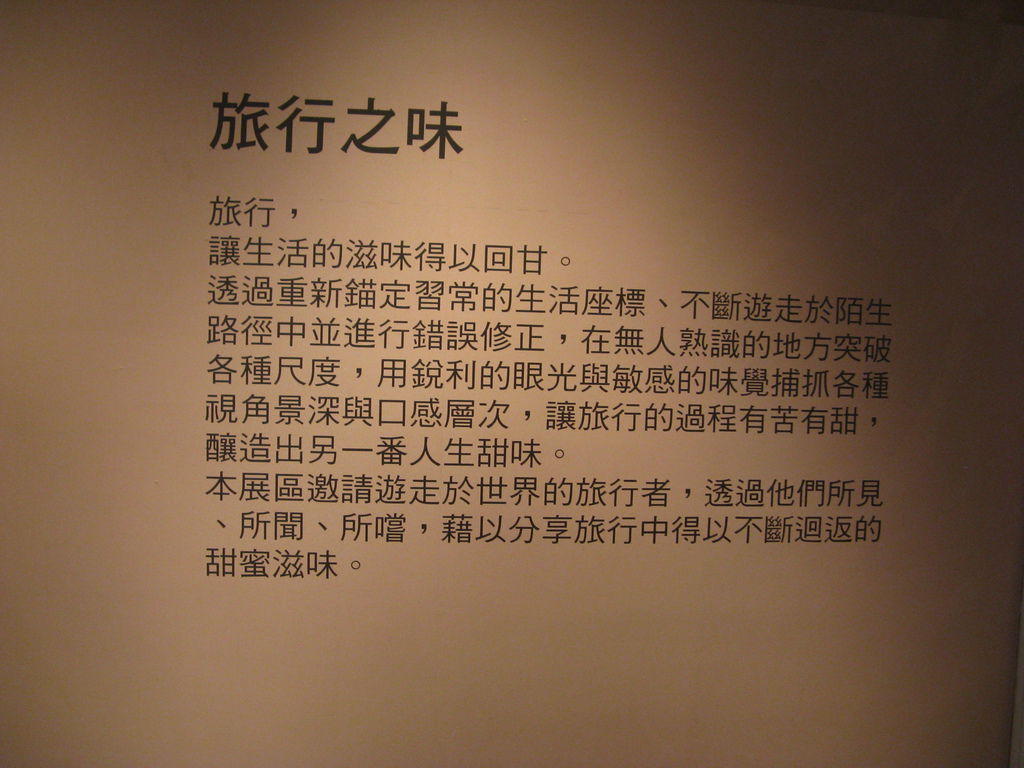 旅行之味
旅行，
讓生活的滋味得以回甘。
透過重新錨定習常的生活座標、不斷遊走於陌生
路徑中並進行錯誤修正，在無人熟識的地方突破
各種尺度，用銳利的眼光與敏感的味覺捕抓各種
視角景深與口感層次，讓旅行的過程有苦有甜，
釀造出另一番人生甜味。
本展區邀請遊走於世界的旅行者，透過他們所見
、所聞、所嚐，藉以分享旅行中得以不斷迴返的
甜蜜滋味。